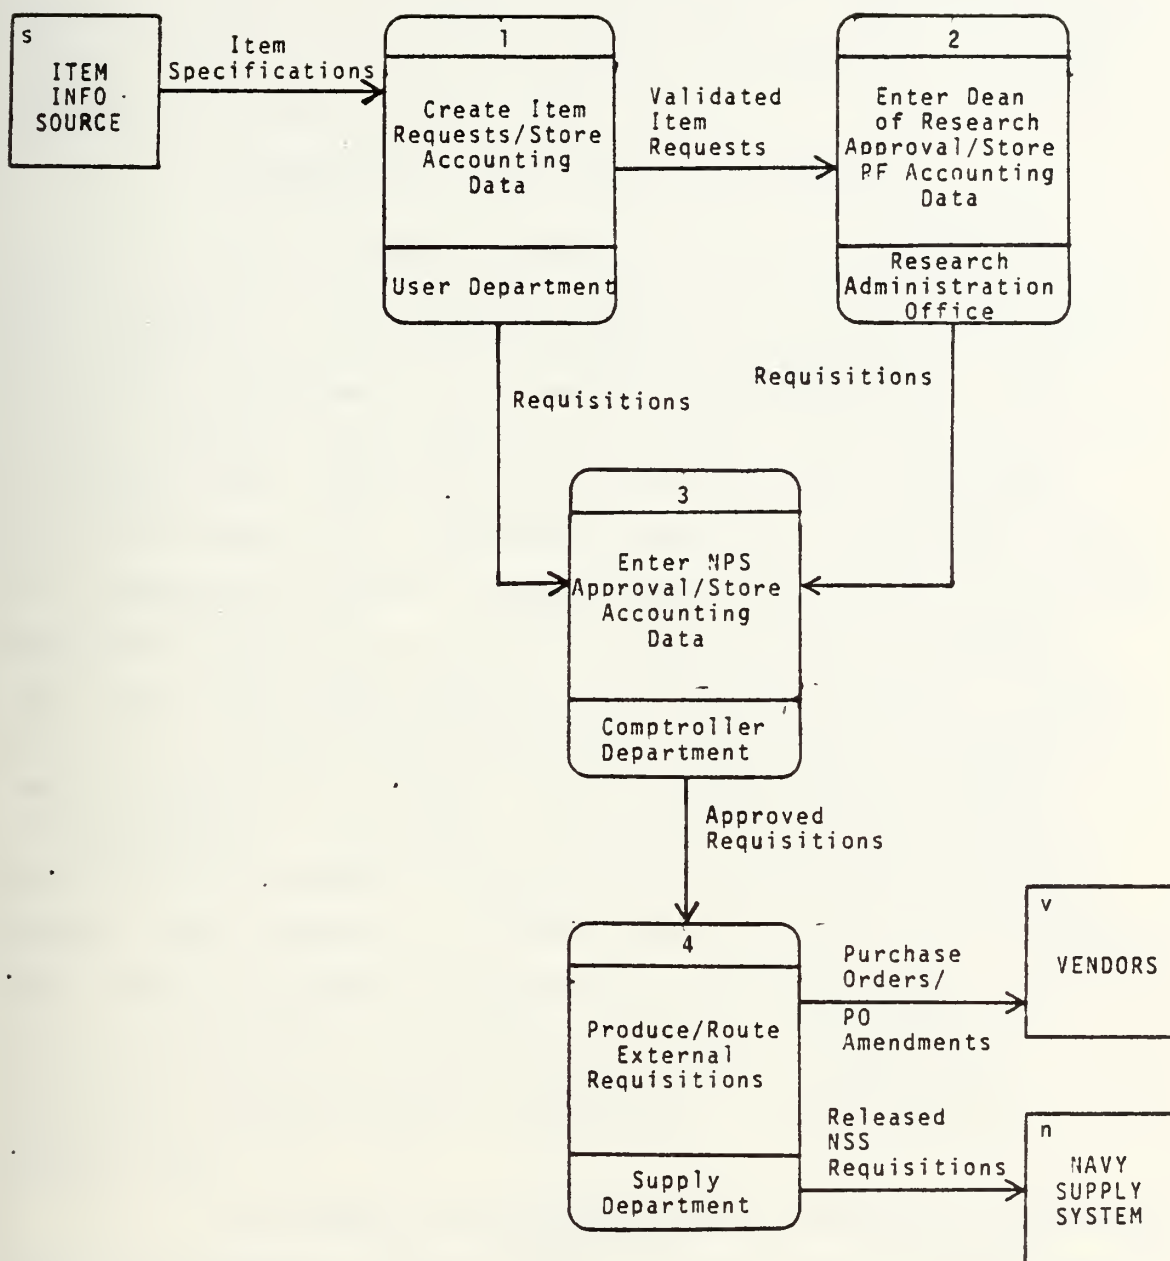 s
ITEM
INFO
SOURCE
Item
Specifications
1
Create Item
Requests/Store
Accounting
Data
User Department
Validated
Item
Requests
2
Enter Dean
of Research
Approval/Store
RF Accounting
Data
Research
Administration
Office
Requisitions
Requisitions
3
Enter NPS
Approval/Store
Accounting
Data
Comptroller
Department
Approved
Requisitions
4
Produce/Route
External
Requisitions
Supply
Department
Purchase
Orders/
PO
Amendments
v
VENDORS
Released
NSS
Requisitions
n
NAVY
SUPPLY
SYSTEM